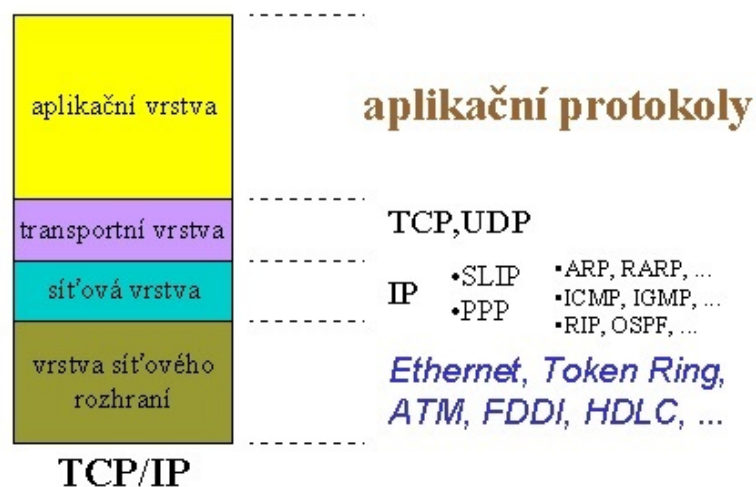 aplikační vrstva
aplikační protokoly
transportní vrstva
TCP,UDP
síťová vrstva
IP
•SLIP
•PPP
•ARP, RARP, ...
•ICMP, IGMP, ...
•RIP, OSPF, ...
vrstva síťového
rozhraní
Ethernet, Token Ring,
ATM, FDDI, HDLC, ...
TCP/IP